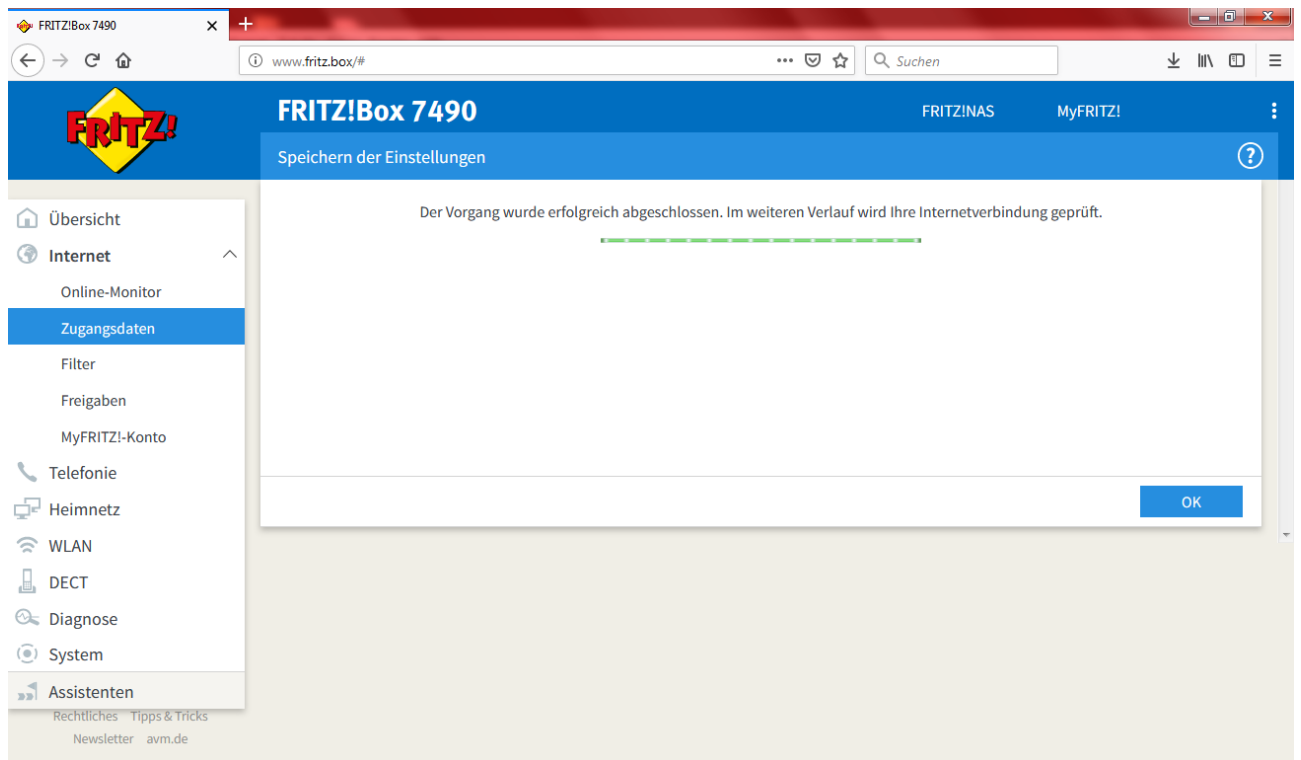 FRITZ!Box 7490
www.fritz.box/#
Suchen
FRITZ!
FRITZ!Box 7490
FRITZ!NAS
MyFRITZ!
Speichern der Einstellungen
?
Der Vorgang wurde erfolgreich abgeschlossen. Im weiteren Verlauf wird Ihre Internetverbindung geprüft.
OK
Übersicht
Internet
Online-Monitor
Zugangsdaten
Filter
Freigaben
MyFRITZ!-Konto
Telefonie
Heimnetz
WLAN
DECT
Diagnose
System
Assistenten
Rechtliches Tipps & Tricks
Newsletter avm.de